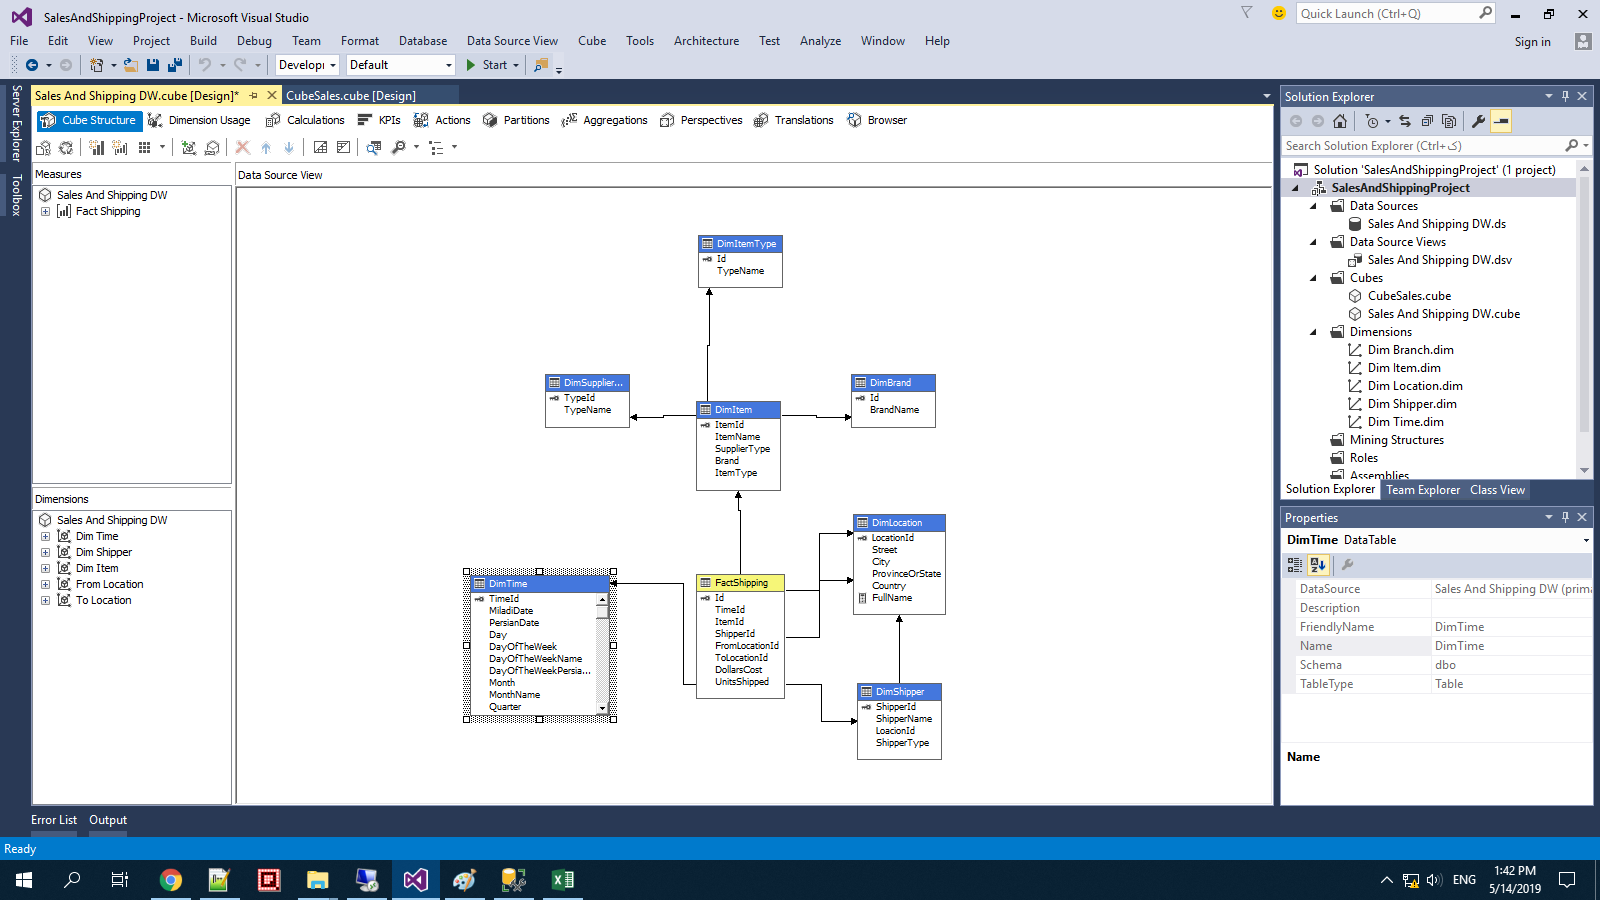 SalesAndShippingProject - Microsoft Visual Studio
Quick Launch (Ctrl+Q)
File Edit View Project Build Debug Team Format Database Data Source View Cube Tools Architecture Test Analyze Window Help
Sign in
Developi Default Start
Server Explorer
Toolbox
Sales And Shipping DW.cube [Design]*
CubeSales.cube [Design]
Cube Structure Dimension Usage Calculations KPIs Actions Partitions Aggregations Perspectives Translations Browser
Measures
Sales And Shipping DW
Fact Shipping
Dimensions
Sales And Shipping DW
Dim Time
Dim Shipper
Dim Item
From Location
To Location
Data Source View
DimItemType
Id
TypeName
DimSupplier...
TypeId
TypeName
DimItem
ItemId
ItemName
SupplierType
Brand
ItemType
DimBrand
Id
BrandName
DimTime
TimeId
MiladiDate
PersianDate
Day
DayOfTheWeek
DayOfTheWeekName
DayOfTheWeekPersia...
Month
MonthName
Quarter
FactShipping
Id
TimeId
ItemId
ShipperId
FromLocationId
ToLocationId
DollarsCost
UnitsShipped
DimLocation
LocationId
Street
City
ProvinceOrState
Country
FullName
DimShipper
ShipperId
ShipperName
LoacionId
ShipperType
Solution Explorer
Search Solution Explorer (Ctrl+ک)
Solution 'SalesAndShippingProject' (1 project)
SalesAndShippingProject
Data Sources
Sales And Shipping DW.ds
Data Source Views
Sales And Shipping DW.dsv
Cubes
CubeSales.cube
Sales And Shipping DW.cube
Dimensions
Dim Branch.dim
Dim Item.dim
Dim Location.dim
Dim Shipper.dim
Dim Time.dim
Mining Structures
Roles
Assemblies
Solution Explorer Team Explorer Class View
Properties
DimTime DataTable
DataSource Sales And Shipping DW (prima
Description
FriendlyName DimTime
Name DimTime
Schema dbo
TableType Table
Name
Error List Output
Ready
ENG
1:42 PM
5/14/2019